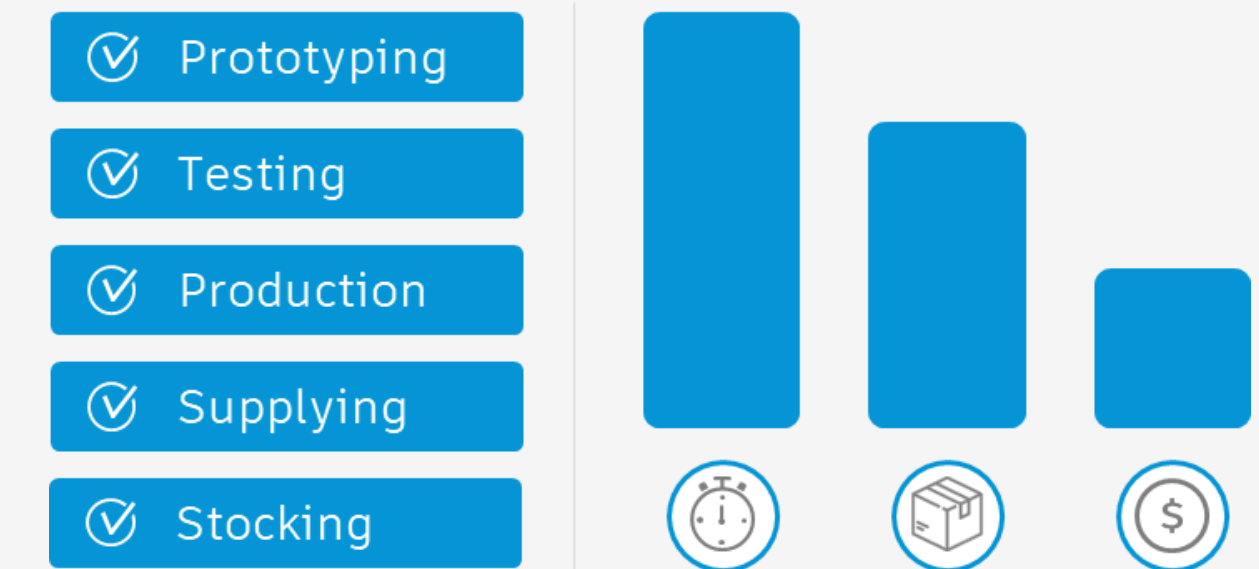 Prototyping
Testing
Production
Supplying
Stocking
$